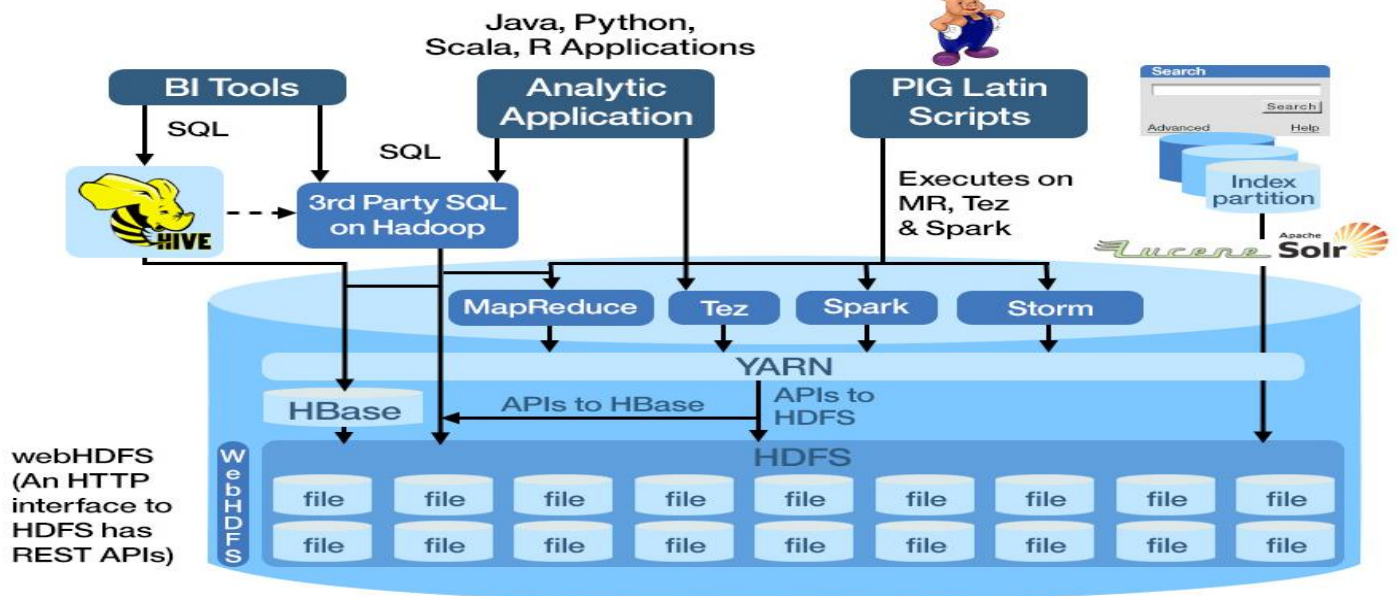 Java, Python,
Scala, R Applications
BI Tools
Analytic
Application
PIG Latin
Scripts
Search
Search
Advanced
Help
SQL
SQL
HIVE
3rd Party SQL
on Hadoop
Executes on
MR, Tez
& Spark
Index
partition
Lucene
Apache
Solr
MapReduce
Tez
Spark
Storm
YARN
HBase
APIs to HBase
APIs to
HDFS
webHDFS
(An HTTP
interface to
HDFS has
REST APIs)
WebHDFS
HDFS
file file file file file file file file file
file file file file file file file file file